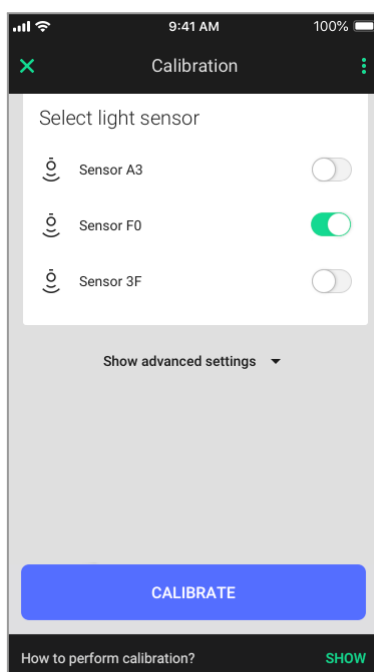 9:41 AM
100%
Calibration
Select light sensor
Sensor A3
Sensor F0
Sensor 3F
Show advanced settings
CALIBRATE
How to perform calibration? SHOW